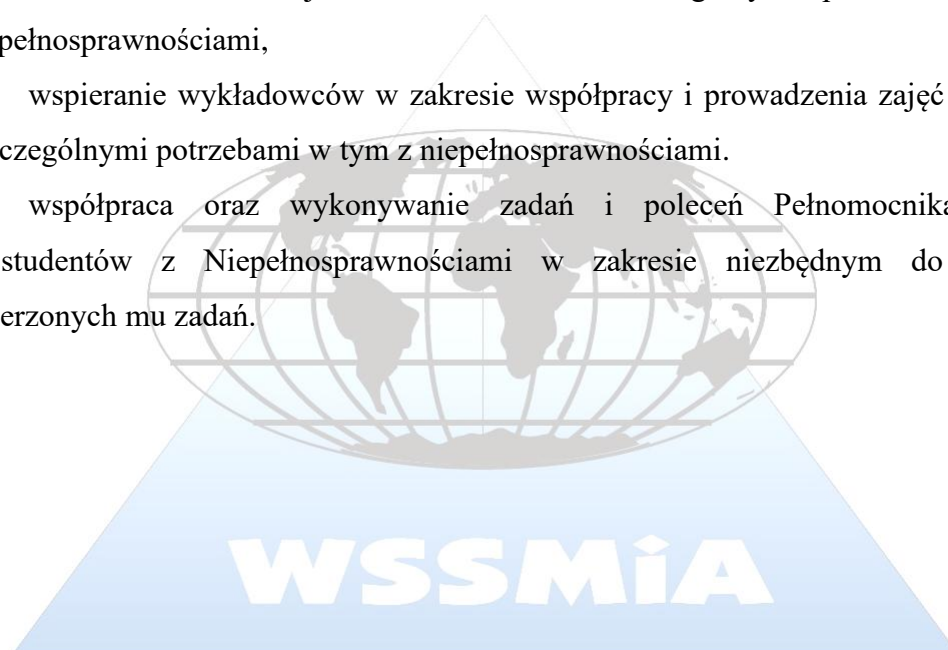 pełnosprawnościami,
wspieranie wykładowców w zakresie współpracy i prowadzenia zajęć
czególnymi potrzebami w tym z niepełnosprawnościami.
współpraca oraz wykonywanie zadań i poleceń Pełnomocnika
studentów z Niepełnosprawnościami w zakresie niezbędnym do
erzonych mu zadań.
WSSMiA